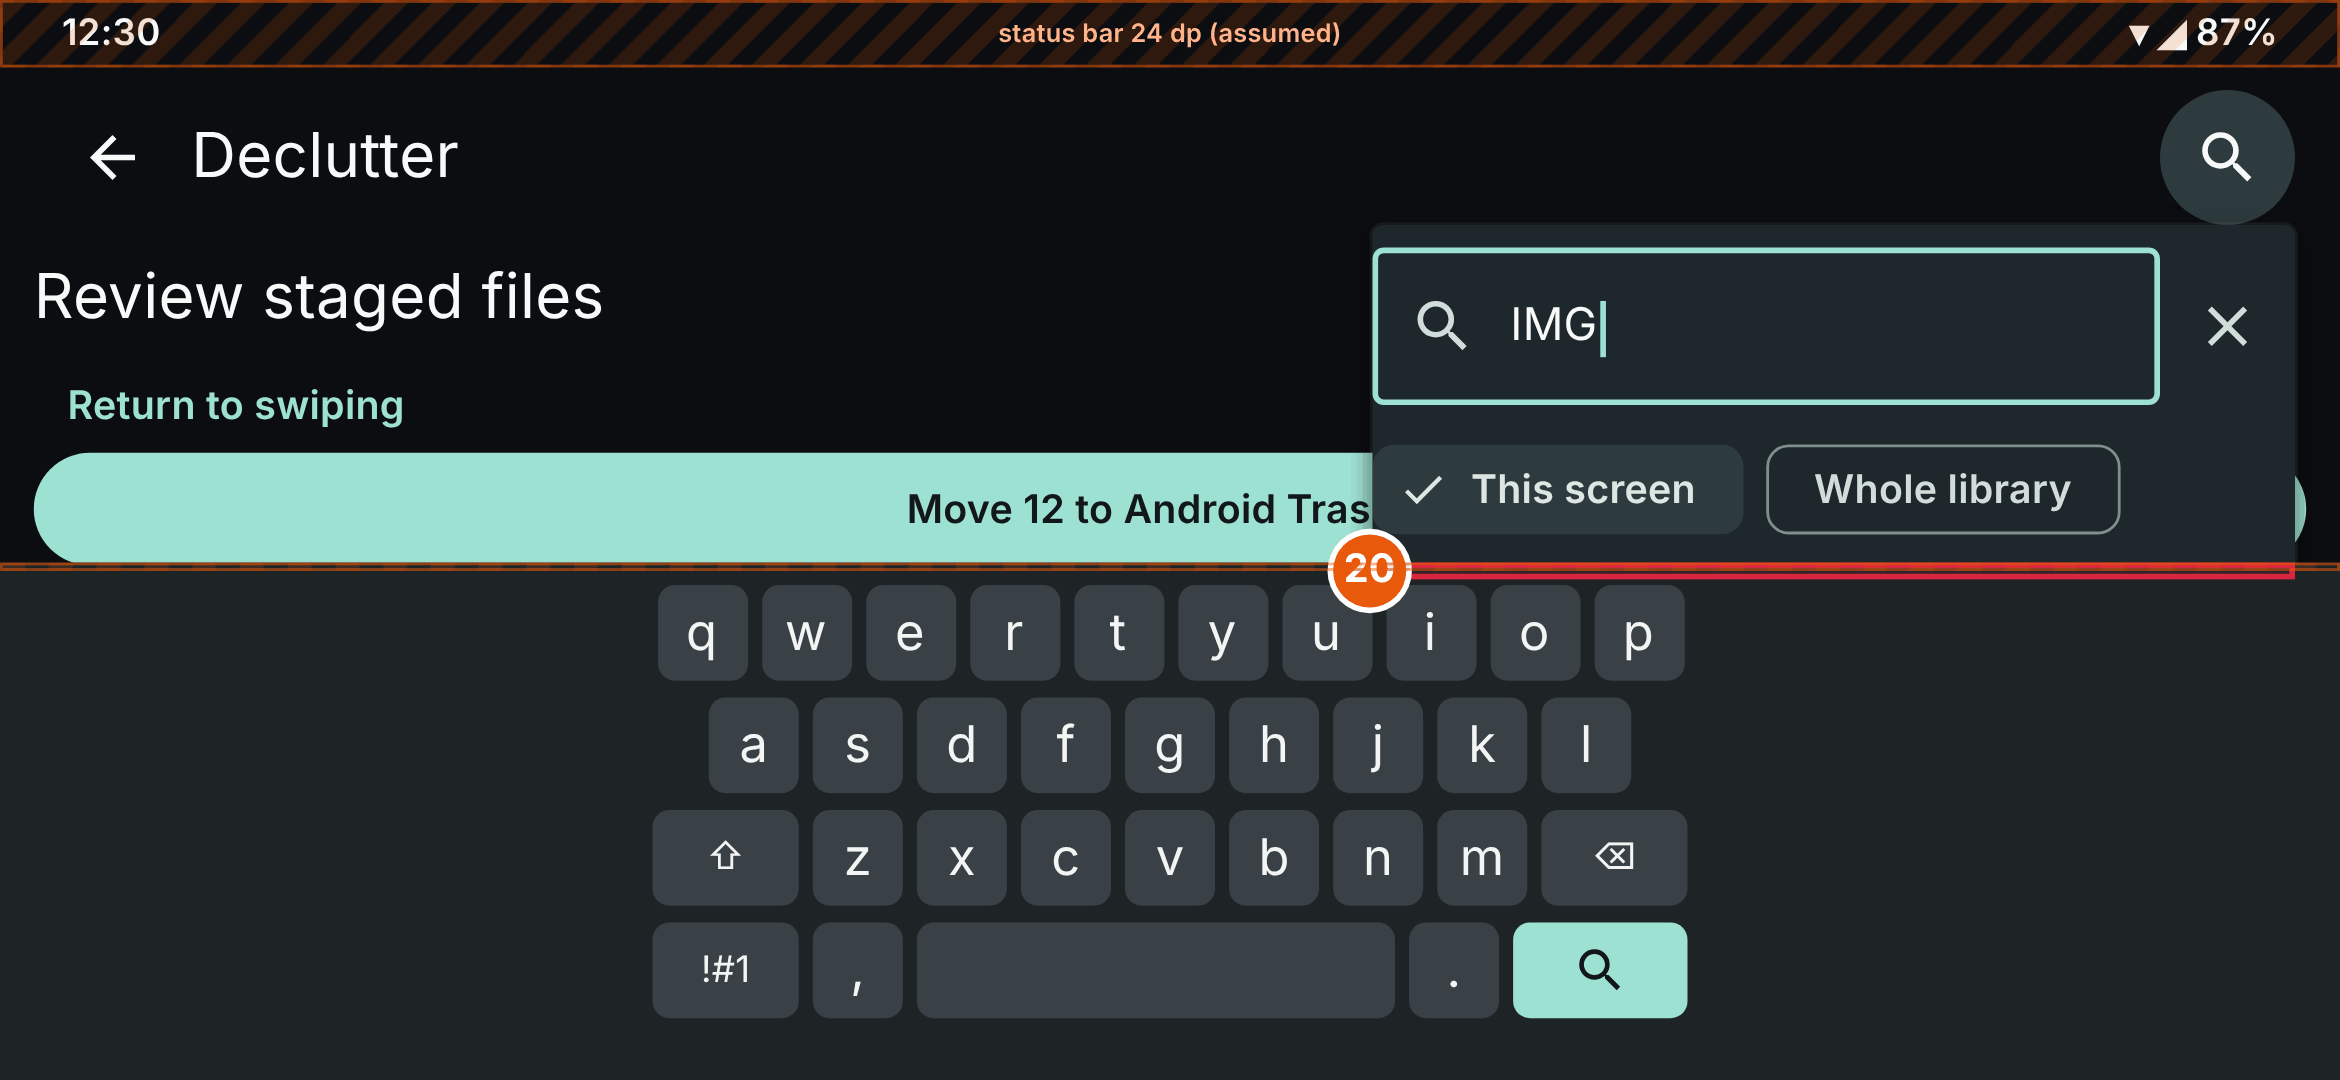 12:30
status bar 24 dp (assumed)
87%
Declutter
Review staged files
IMG
Return to swiping
This screen
Whole library
Move 12 to Android Tras
20
q w e r t y u i o p
a s d f g h j k l
z x c v b n m
!#1 , .